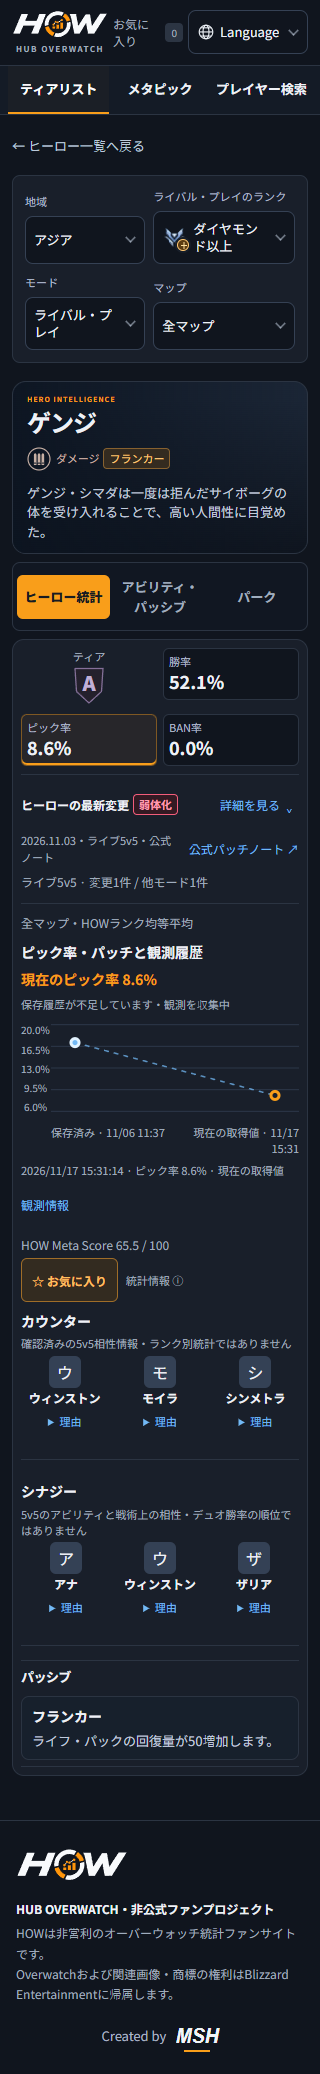 HOW
HUB OVERWATCH
お気に
入り
0
Language
ティアリスト
メタピック
プレイヤー検索
← ヒーロー一覧へ戻る
地域
アジア
ライバル・プレイのランク
ダイヤモン
ド以上
モード
ライバル・プ
レイ
マップ
全マップ
HERO INTELLIGENCE
ゲンジ
ダメージ
フランカー
ゲンジ・シマダは一度は拒んだサイボーグの
体を受け入れることで、高い人間性に目覚め
た。
ヒーロー統計
アビリティ・
パッシブ
パーク
ティア
A
勝率
52.1%
ピック率
8.6%
BAN率
0.0%
ヒーローの最新変更
弱体化
詳細を見る
2026.11.03・ライブ5v5・公式
ノート
公式パッチノート ↗
ライブ5v5 · 変更1件 / 他モード1件
全マップ・HOWランク均等平均
ピック率・パッチと観測履歴
現在のピック率 8.6%
保存履歴が不足しています・観測を収集中
20.0%
16.5%
13.0%
9.5%
6.0%
保存済み · 11/06 11:37
現在の取得値 · 11/17
15:31
2026/11/17 15:31:14 · ピック率 8.6% · 現在の取得値
観測情報
HOW Meta Score 65.5 / 100
☆ お気に入り
統計情報 ⓘ
カウンター
確認済みの5v5相性情報・ランク別統計ではありません
ウ
ウィンストン
▶ 理由
モ
モイラ
▶ 理由
シ
シンメトラ
▶ 理由
シナジー
5v5のアビリティと戦術上の相性・デュオ勝率の順位で
はありません
ア
アナ
▶ 理由
ウ
ウィンストン
▶ 理由
ザ
ザリア
▶ 理由
パッシブ
フランカー
ライフ・パックの回復量が50増加します。
HOW
HUB OVERWATCH・非公式ファンプロジェクト
HOWは非営利のオーバーウォッチ統計ファンサイト
です。
Overwatchおよび関連画像・商標の権利はBlizzard
Entertainmentに帰属します。
Created by MSH